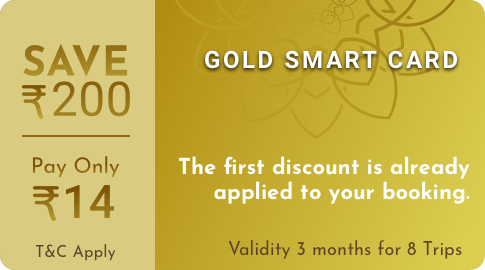 SAVE
₹200
Pay Only
₹14
T&C Apply
GOLD SMART CARD
The first discount is already
applied to your booking.
Validity 3 months for 8 Trips